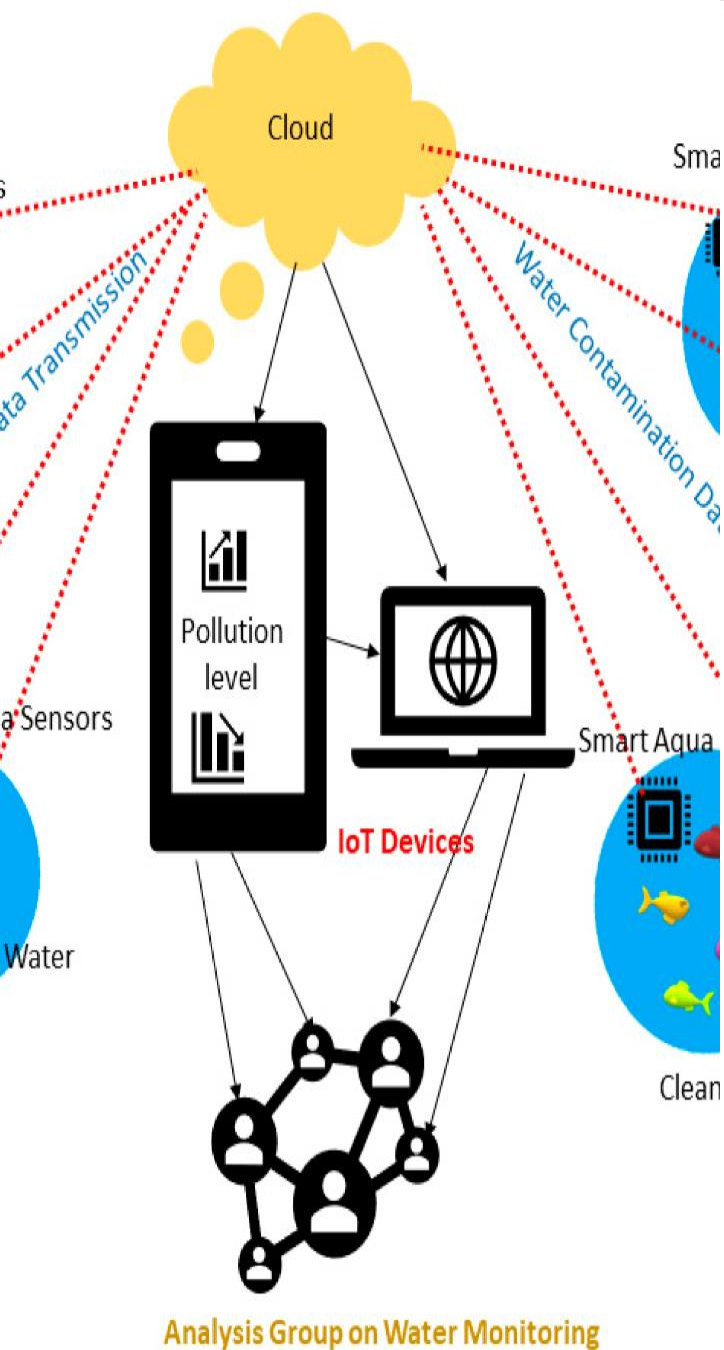 Cloud
Sma
s
ata Transmission
Water Contamination Da
Pollution
level
a Sensors
Smart Aqua
IoT Devices
Water
Clean
Analysis Group on Water Monitoring